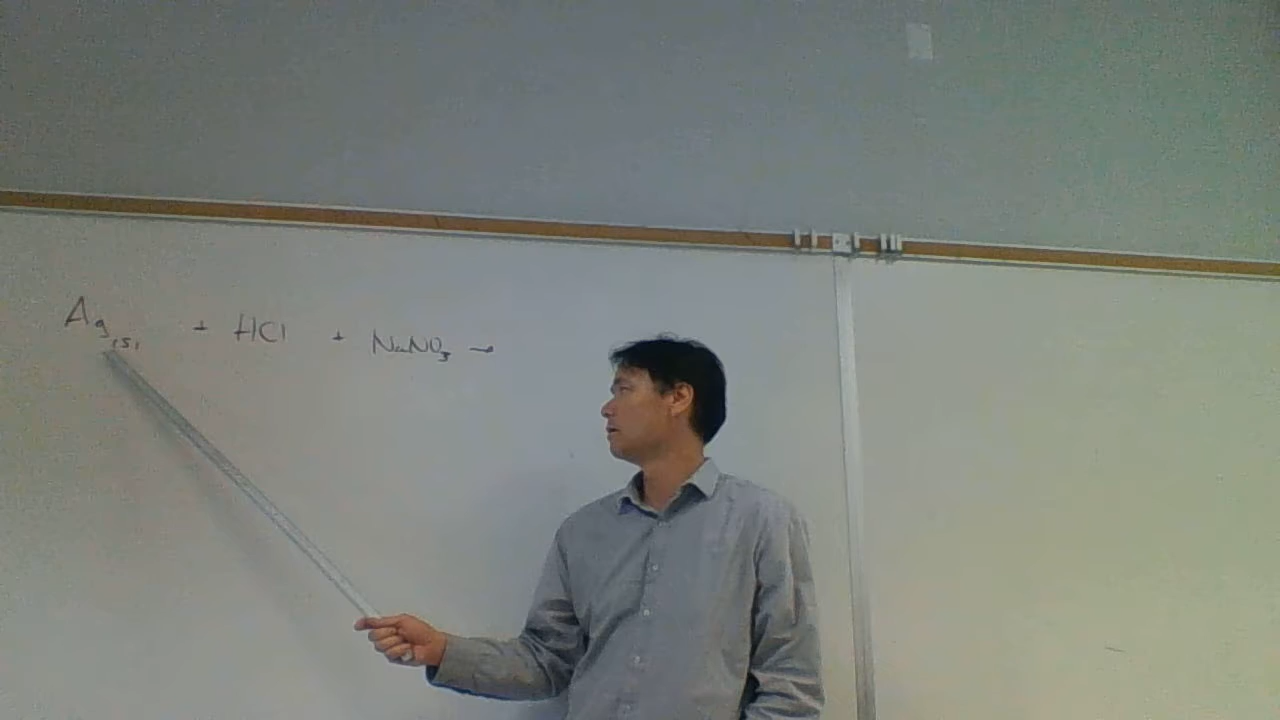 Ag(s) + HCl + NaNO₃ →